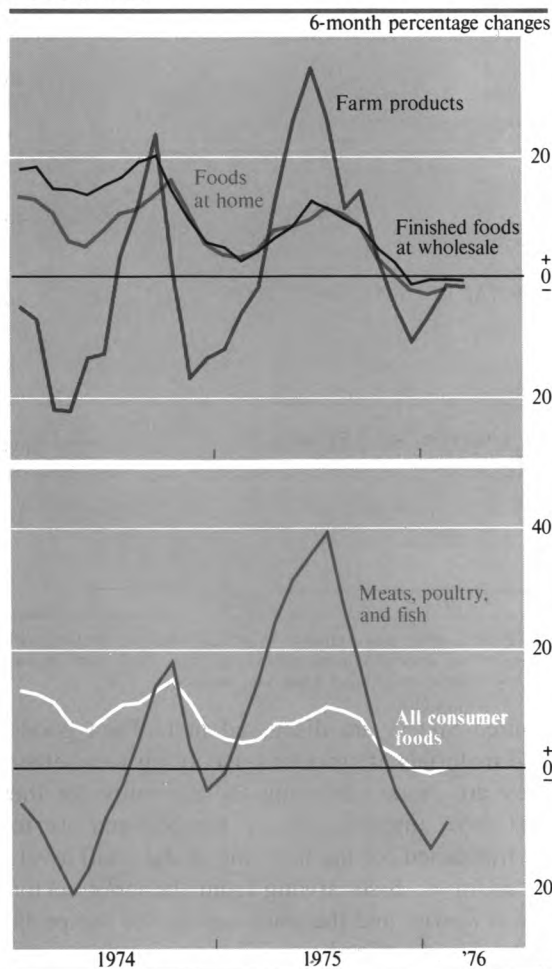 6-month percentage changes
Farm products
20
Foods
at home
Finished foods
at wholesale
+
0
−
20
40
Meats, poultry,
and fish
20
All consumer
foods
+
0
−
20
1974
1975
'76